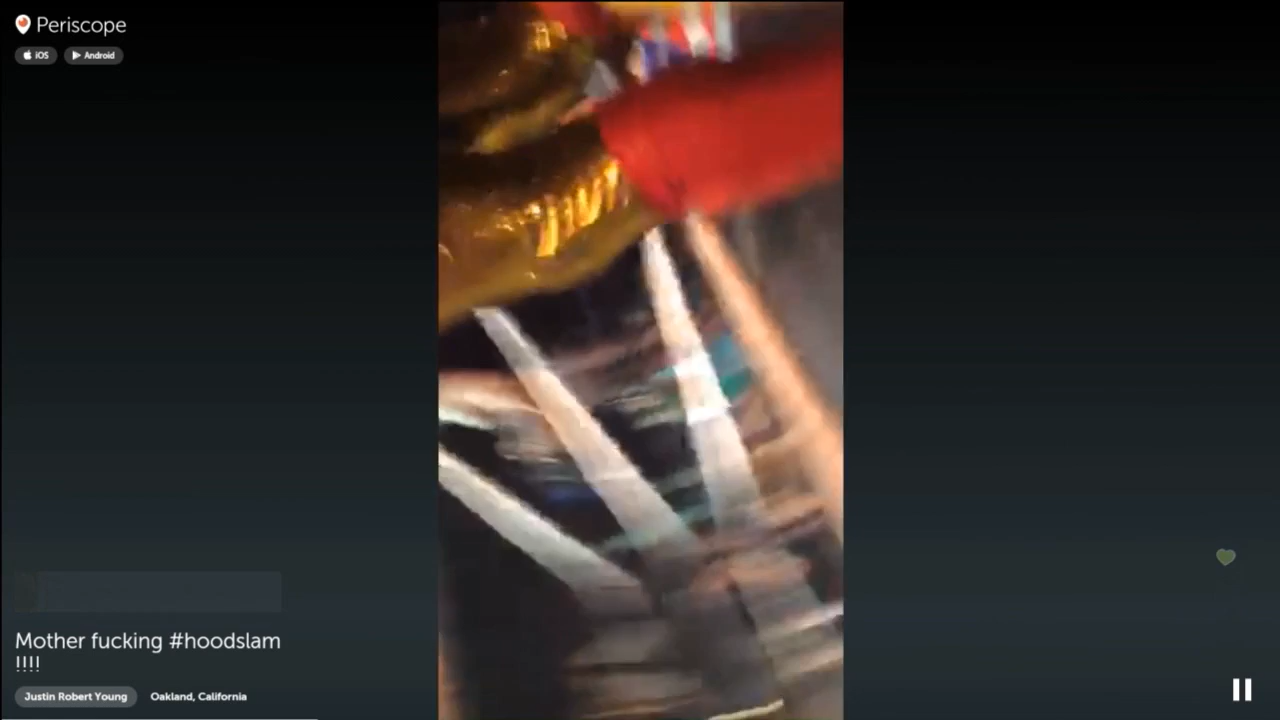 Periscope
iOS
Android
Mother fucking #hoodslam
!!!!
Justin Robert Young
Oakland, California